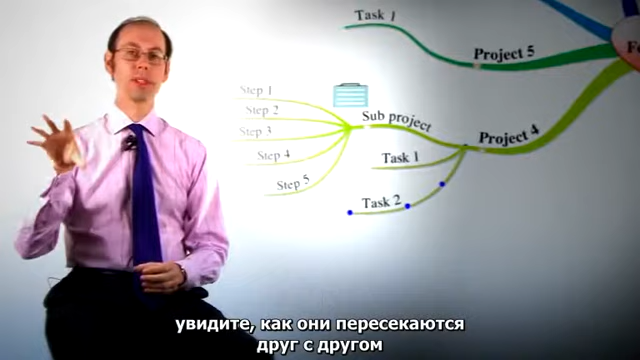 Task 1
Project 5
Fo
Step 1
Step 2
Step 3
Step 4
Step 5
Sub project
Project 4
Task 1
Task 2
увидите, как они пересекаются
друг с другом